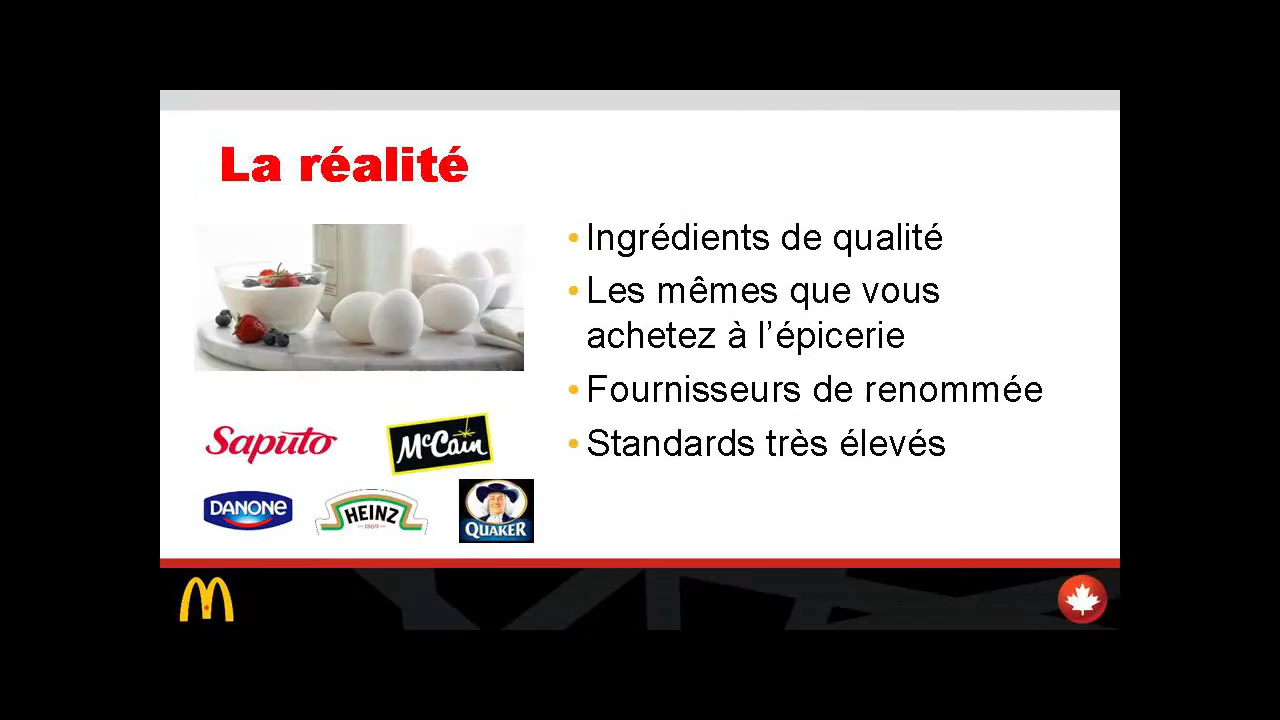 La réalité
• Ingrédients de qualité
• Les mêmes que vous
achetez à l’épicerie
• Fournisseurs de renommée
• Standards très élevés
Saputo
McCain
DANONE
HEINZ
1869
QUAKER